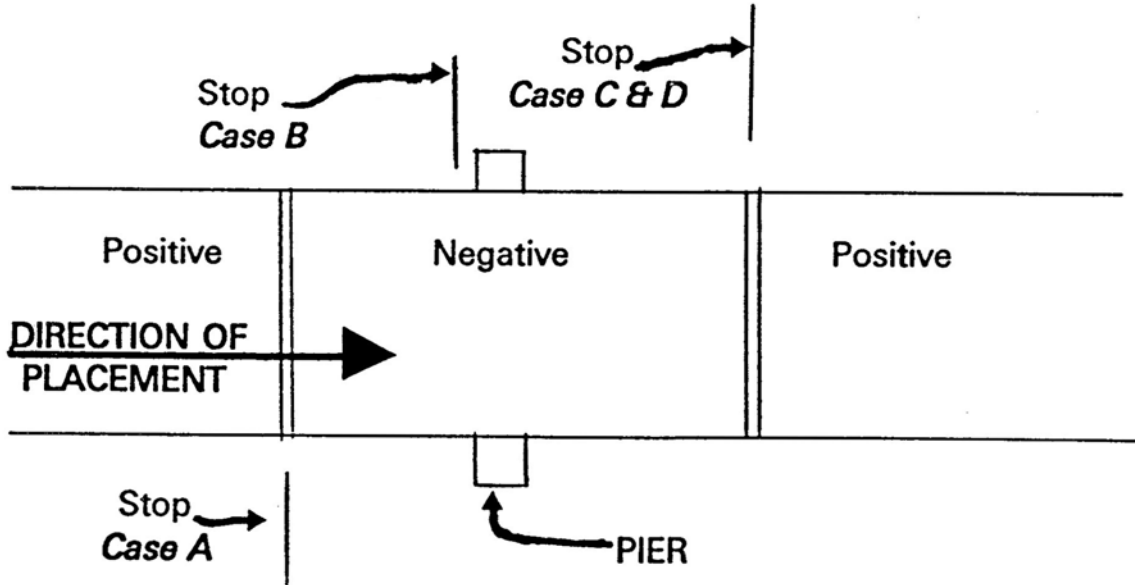 Stop
Case C & D
Stop
Case B
Positive
Negative
Positive
DIRECTION OF
PLACEMENT
Stop
Case A
PIER